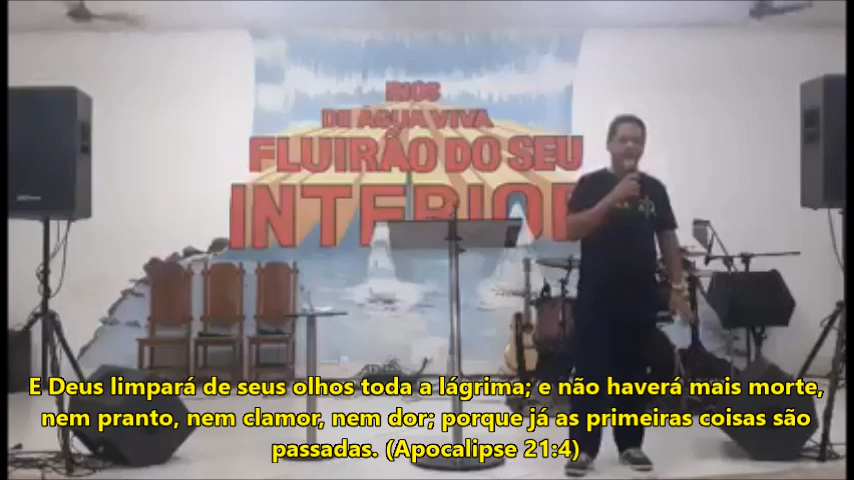 RIOS
DE ÁGUA VIVA
FLUIRÃO DO SEU
INTERIOR
E Deus limpará de seus olhos toda a lágrima; e não haverá mais morte,
nem pranto, nem clamor, nem dor; porque já as primeiras coisas são
passadas. (Apocalipse 21:4)